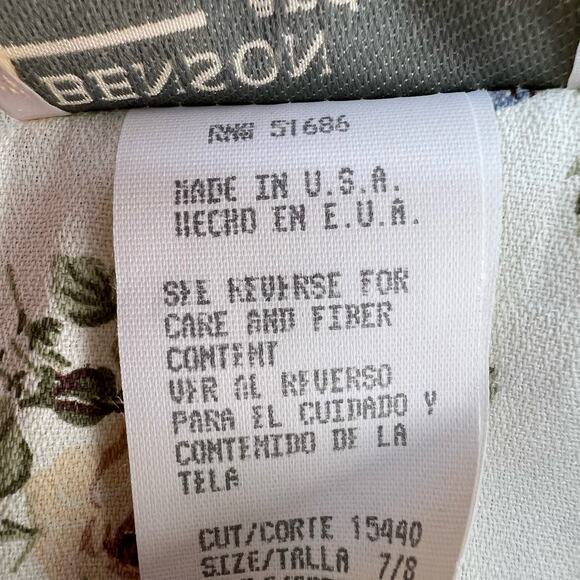 BENSON
RN# 51686
MADE IN U.S.A.
HECHO EN E.U.A.
SEE REVERSE FOR
CARE AND FIBER
CONTENT
VER AL REVERSO
PARA EL CUIDADO Y
CONTENIDO DE LA
TELA
CUT/CORTE 15440
SIZE/TALLA 7/8